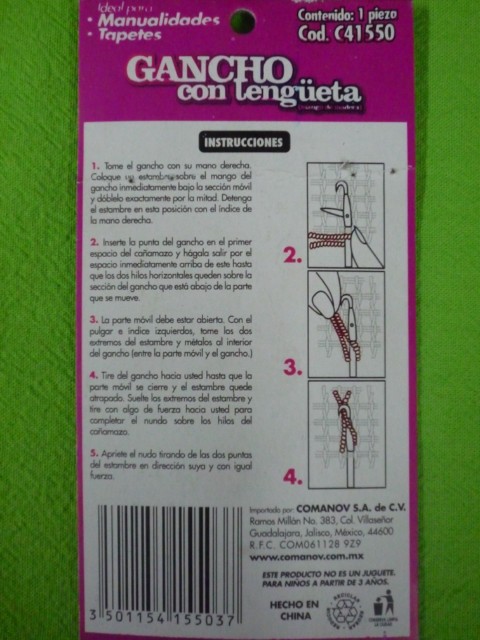 Ideal para
• Manualidades
• Tapetes
Contenido: 1 pieza
Cod. C41550
GANCHO
con lengüeta
INSTRUCCIONES
1. Tome el gancho con su mano derecha.
Coloque un estambre sobre el mango del
gancho inmediatamente bajo la sección móvil
y dóblelo exactamente por la mitad. Detenga
el estambre en esta posición con el índice de
la mano derecha.
2. Inserte la punta del gancho en el primer
espacio del cañamazo y hágala salir por el
espacio inmediatamente arriba de este hasta
que los dos hilos horizontales queden sobre la
sección del gancho que está abajo de la parte
que se mueve.
3. La parte móvil debe estar abierta. Con el
pulgar e índice izquierdos, tome los dos
extremos del estambre y métalos al interior
del gancho (entre la parte móvil y el gancho.)
4. Tire del gancho hacia usted hasta que la
parte móvil se cierre y el estambre quede
atrapado. Suelte los extremos del estambre y
tire con algo de fuerza hacia usted para
completar el nundo sobre los hilos del
cañamazo.
5. Apriete el nudo tirando de las dos puntas
del estambre en dirección suya y con igual
fuerza.
2.
3.
4.
3 501154 155037
Importado por: COMANOV S.A. de C.V.
Ramos Millán No. 383, Col. Villaseñor
Guadalajara, Jalisco, México, 44600
R.F.C. COM061128 9Z9
www.comanov.com.mx
ESTE PRODUCTO NO ES UN JUGUETE.
PARA NIÑOS A PARTIR DE 3 AÑOS.
HECHO EN
CHINA